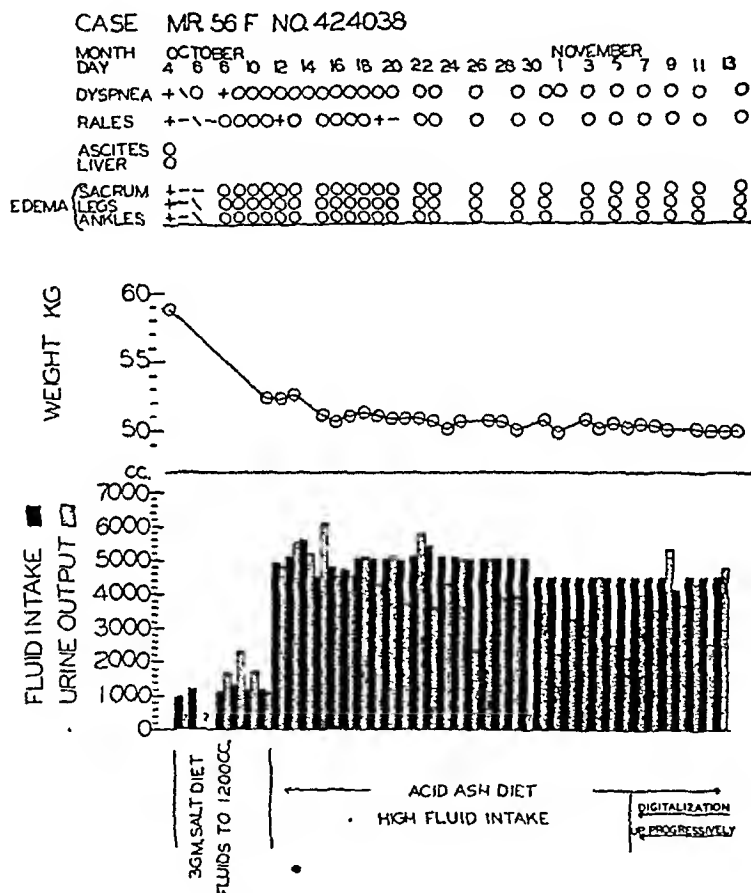 CASE MR. 56 F NO. 424038
MONTH OCTOBER NOVEMBER
DAY 4 6 8 10 12 14 16 18 20 22 24 26 28 30 1 3 5 7 9 11 13
DYSPNEA + \ O + O O O O O O O O O O O O O O O O O O O O O O O O
RALES + - \ - O O O O + O O O O O + - O O O O O O O O O O O
ASCITES O
LIVER O
EDEMA
SACRUM + - -
LEGS + - \
ANKLES + - \
WEIGHT KG
60
55
50
CC.
FLUID INTAKE
URINE OUTPUT
7000
6000
5000
4000
3000
2000
1000
0
3GM. SALT DIET
FLUIDS TO 1200CC.
ACID ASH DIET
HIGH FLUID INTAKE
DIGITALIZATION
UP PROGRESSIVELY